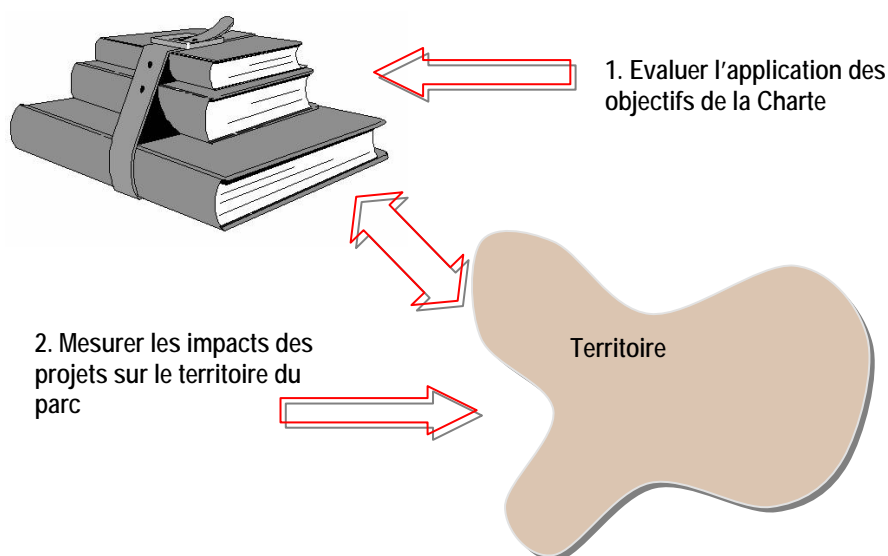 1. Evaluer l'application des
objectifs de la Charte
2. Mesurer les impacts des
projets sur le territoire du
parc
Territoire